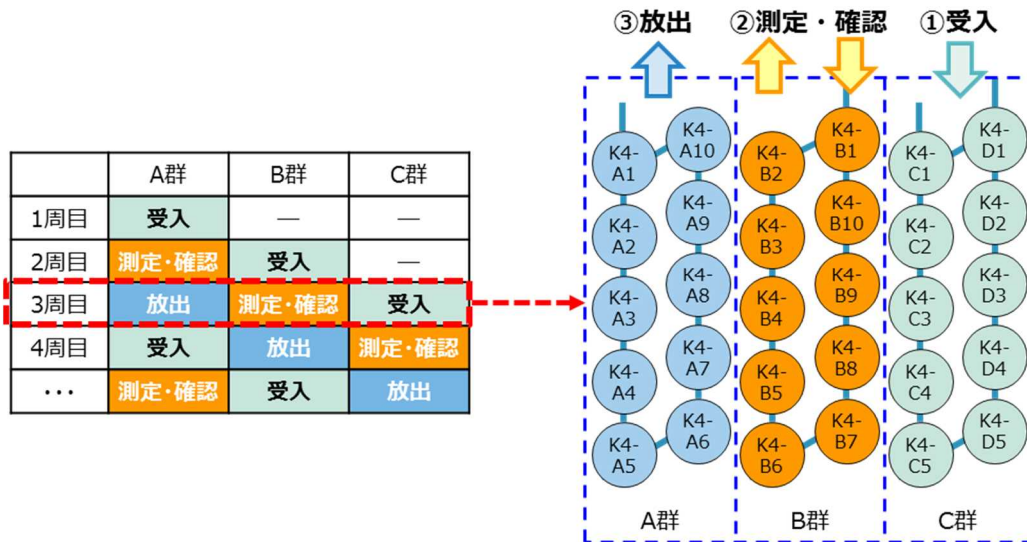 A群 B群 C群
1周目 受入 — —
2周目 測定・確認 受入 —
3周目 放出 測定・確認 受入
4周目 受入 放出 測定・確認
・・・ 測定・確認 受入 放出
③放出 ②測定・確認 ①受入
K4-
A1
K4-
A2
K4-
A3
K4-
A4
K4-
A5
K4-
A10
K4-
A9
K4-
A8
K4-
A7
K4-
A6
A群
K4-
B2
K4-
B3
K4-
B4
K4-
B5
K4-
B6
K4-
B1
K4-
B10
K4-
B9
K4-
B8
K4-
B7
B群
K4-
C1
K4-
C2
K4-
C3
K4-
C4
K4-
C5
K4-
D1
K4-
D2
K4-
D3
K4-
D4
K4-
D5
C群